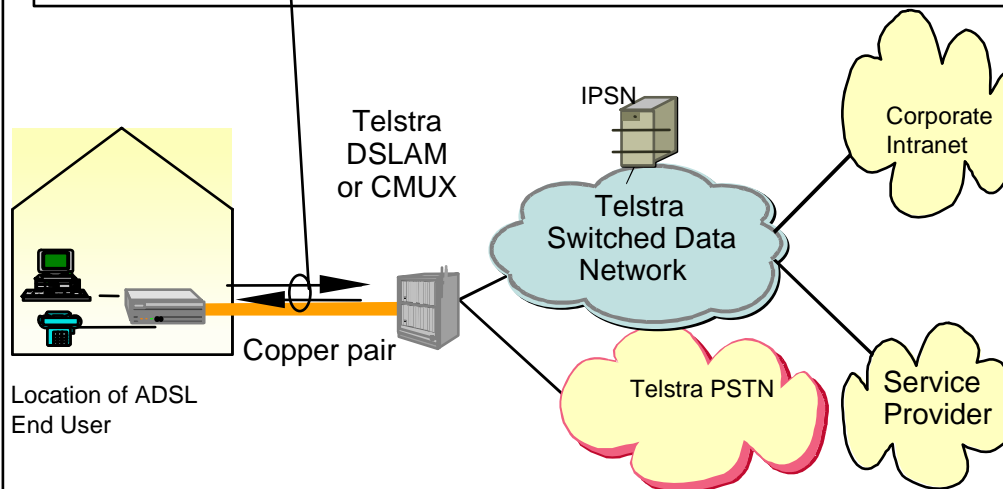 IPSN
Telstra
DSLAM
or CMUX
Corporate
Intranet
Telstra
Switched Data
Network
Copper pair
Telstra PSTN
Service
Provider
Location of ADSL
End User